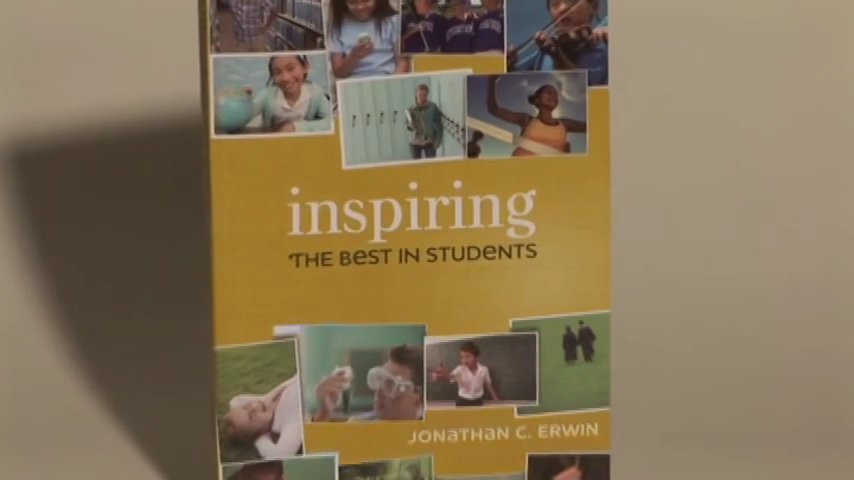 inspiring
THE BEST IN STUDENTS
JONATHAN C. ERWIN